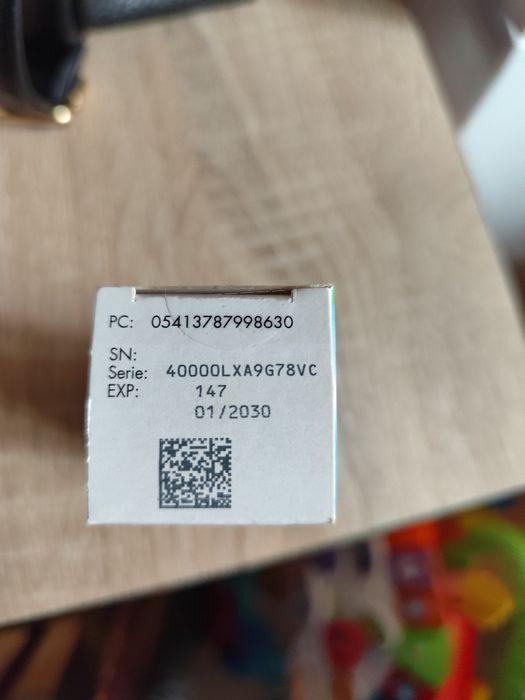 PC: 05413787998630
SN: 40000LXA9G78VC
Serie: 147
EXP: 01/2030